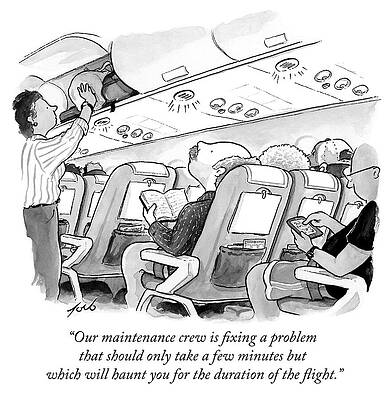 Toro
“Our maintenance crew is fixing a problem
that should only take a few minutes but
which will haunt you for the duration of the flight.”